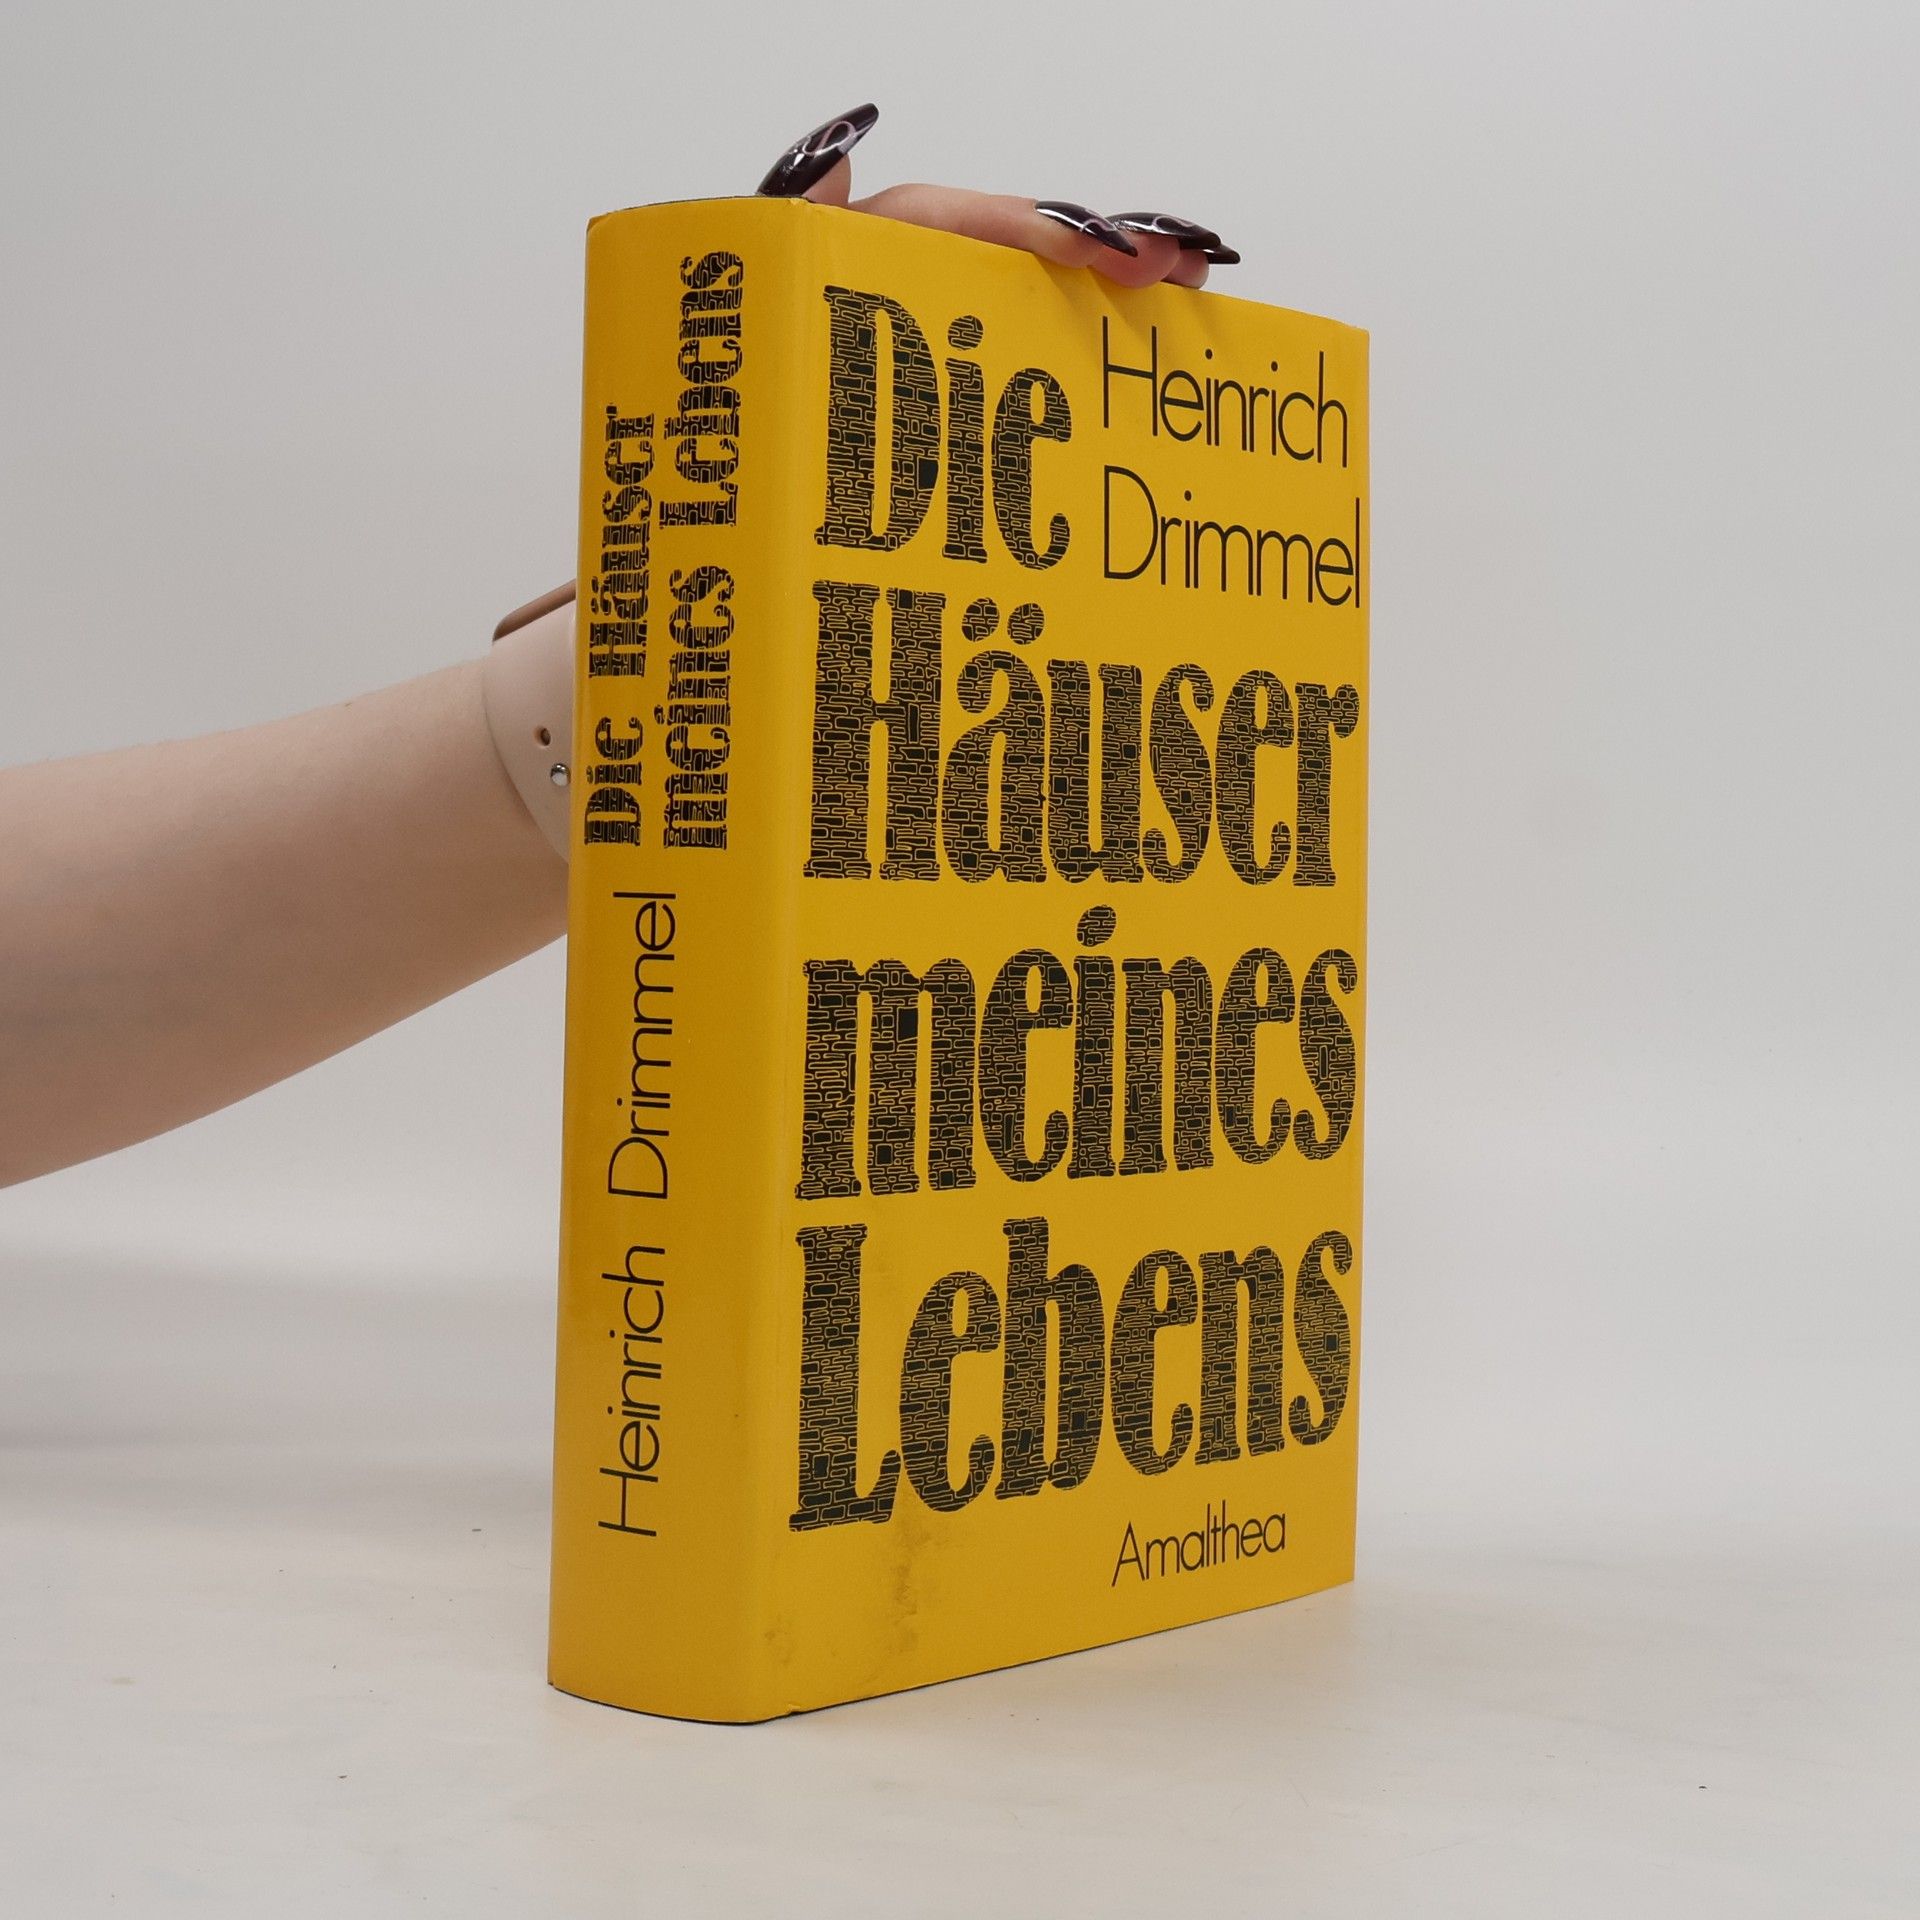 Die Häuser
meines Lebens
Heinrich Drimmel
Die
Heinrich
Drimmel
Häuser
meines
Lebens
Amalthea